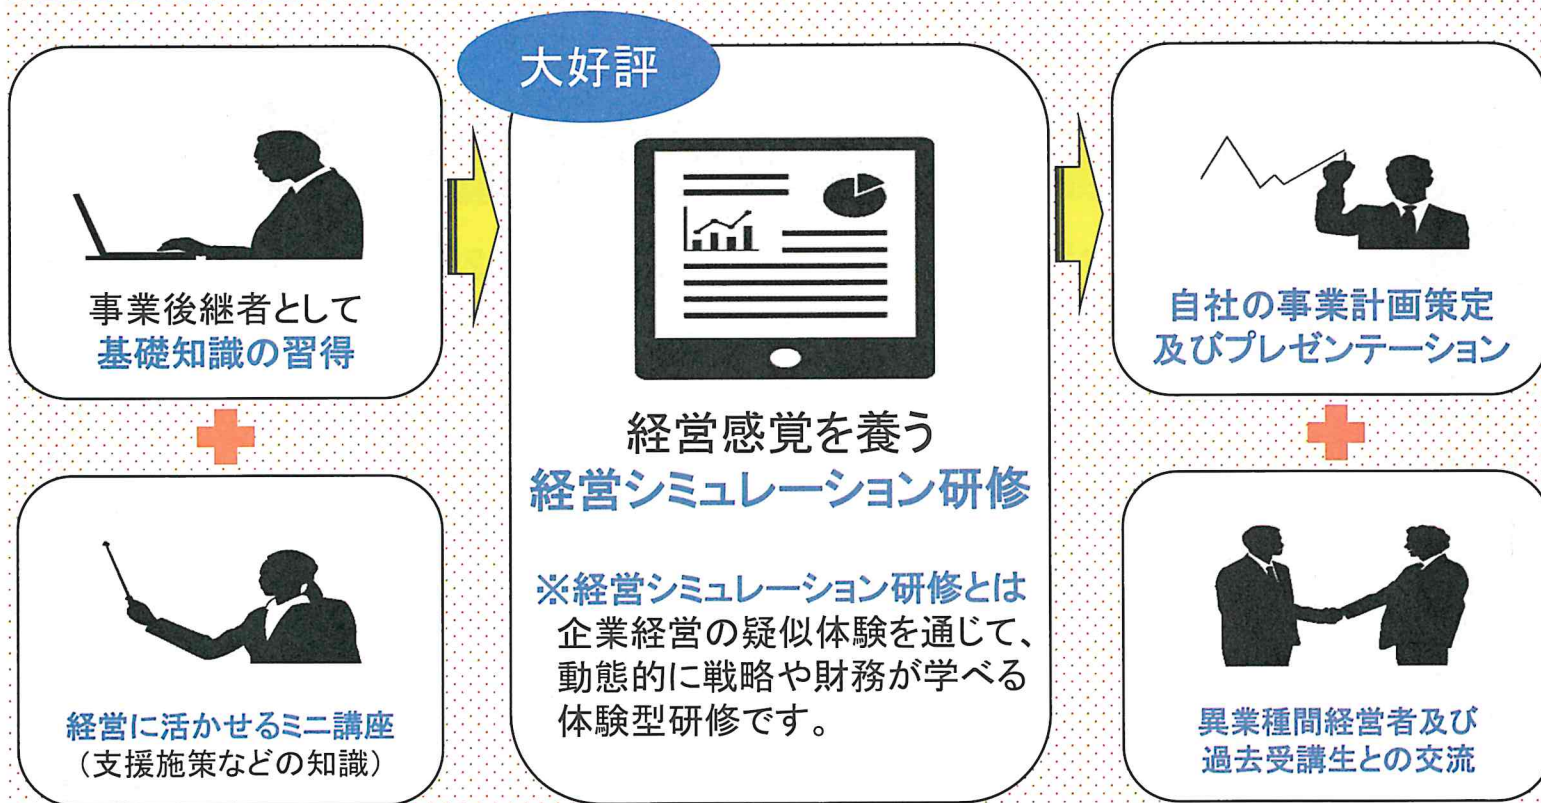 事業後継者として
基礎知識の習得
経営に活かせるミニ講座
（支援施策などの知識）
大好評
経営感覚を養う
経営シミュレーション研修
※経営シミュレーション研修とは
企業経営の疑似体験を通じて、
動態的に戦略や財務が学べる
体験型研修です。
自社の事業計画策定
及びプレゼンテーション
異業種間経営者及び
過去受講生との交流